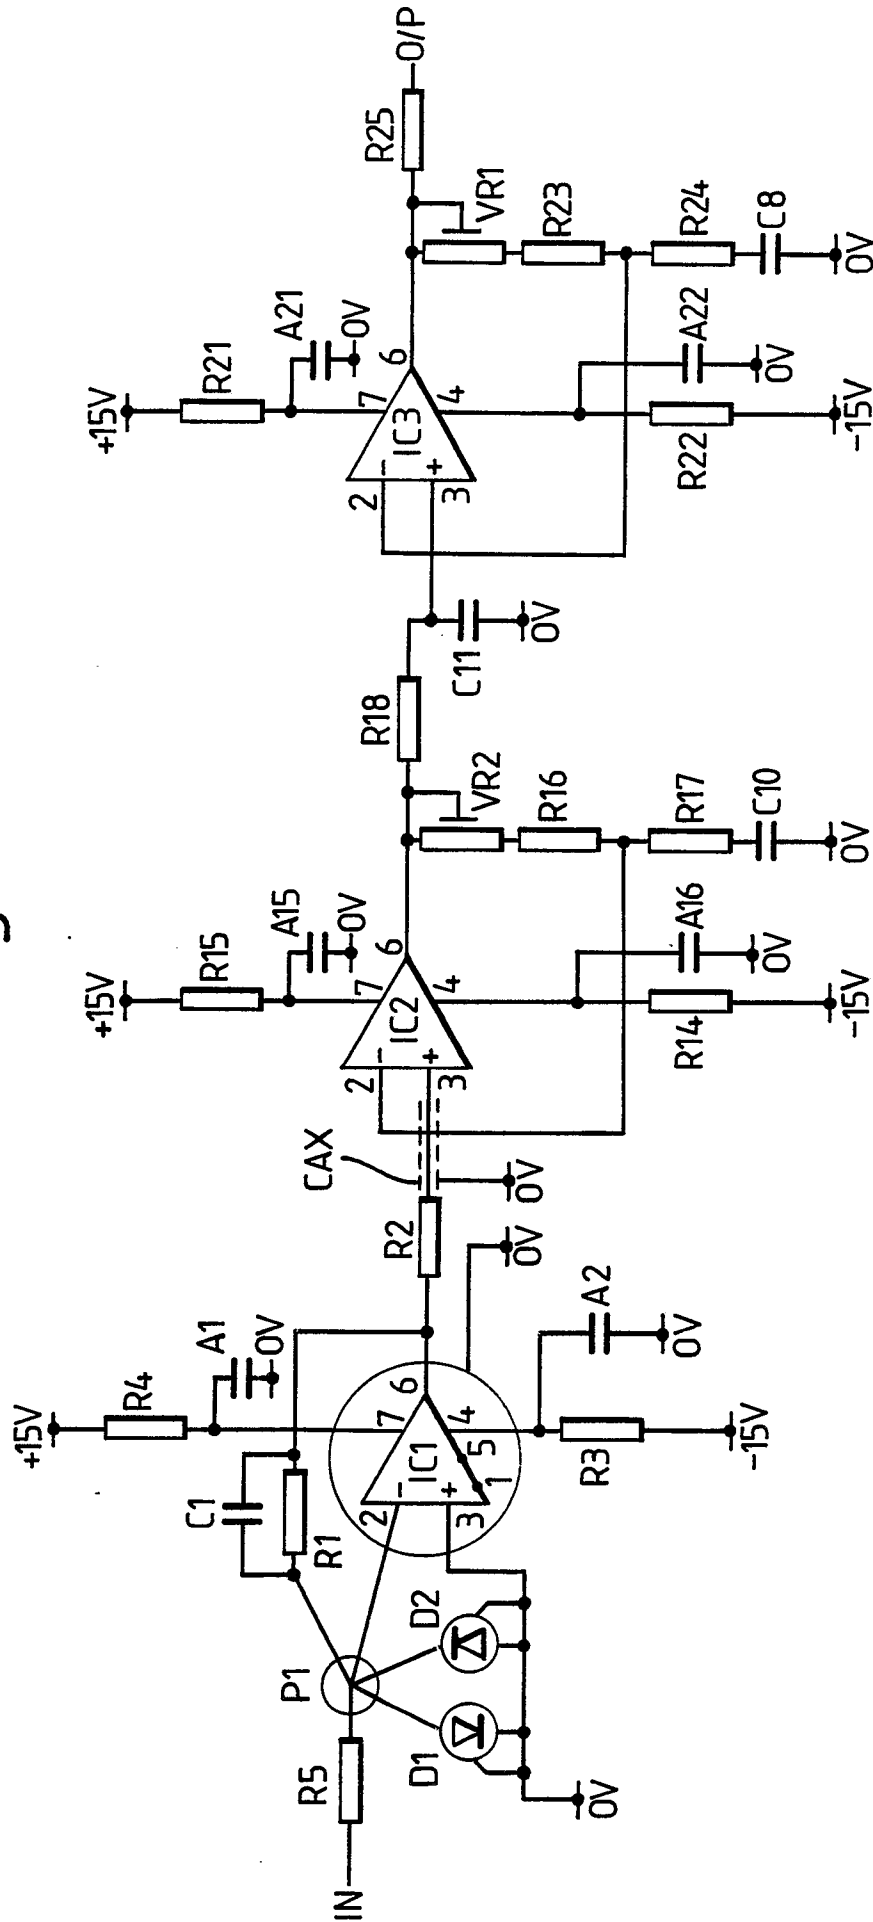 IN
R5
P1
D1
D2
0V
C1
R1
+15V
R4
A1
0V
2
3
IC1
-
+
7
6
4
5
1
R3
-15V
A2
0V
0V
R2
CAX
0V
2
3
IC2
-
+
7
6
4
+15V
R15
A15
0V
R14
-15V
A16
0V
VR2
R16
R17
C10
0V
R18
C11
0V
2
3
IC3
-
+
7
6
4
+15V
R21
A21
0V
R22
-15V
A22
0V
VR1
R23
R24
C8
0V
R25
O/P